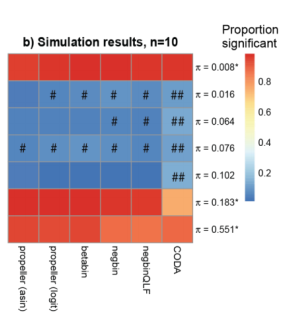 Proportion
significant
b) Simulation results, n=10
0.8
0.6
0.4
0.2
π = 0.008*
# # # # ## π = 0.016
# # ## π = 0.064
# # # # # ## π = 0.076
## π = 0.102
π = 0.183*
π = 0.551*
propeller (asin)
propeller (logit)
betabin
negbin
negbinQLF
CODA